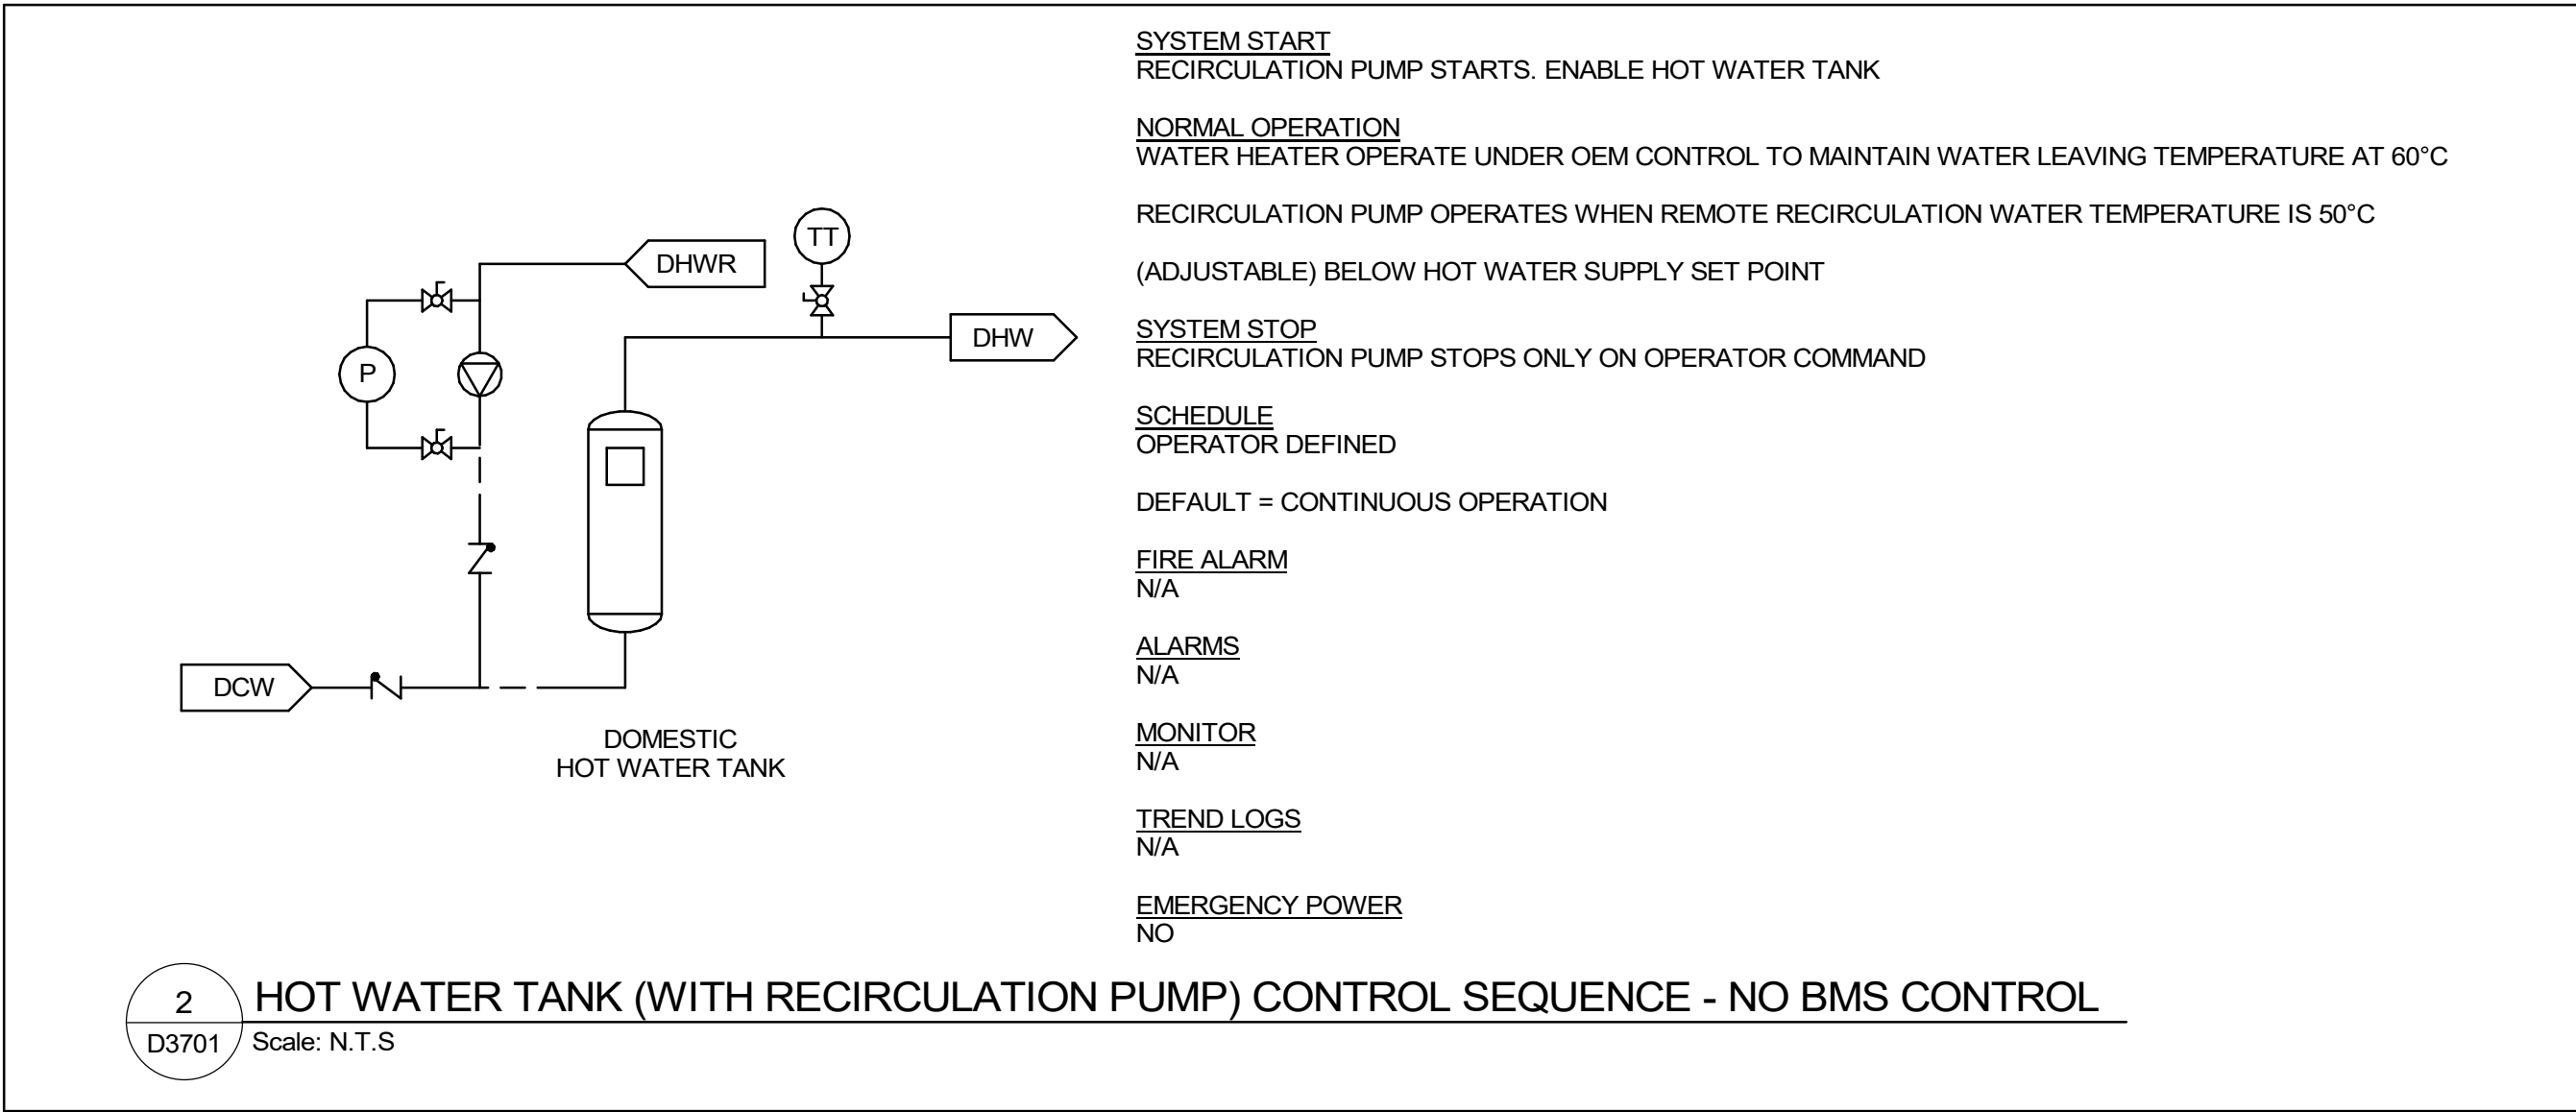 SYSTEM START
RECIRCULATION PUMP STARTS. ENABLE HOT WATER TANK
NORMAL OPERATION
WATER HEATER OPERATE UNDER OEM CONTROL TO MAINTAIN WATER LEAVING TEMPERATURE AT 60°C
RECIRCULATION PUMP OPERATES WHEN REMOTE RECIRCULATION WATER TEMPERATURE IS 50°C
(ADJUSTABLE) BELOW HOT WATER SUPPLY SET POINT
SYSTEM STOP
RECIRCULATION PUMP STOPS ONLY ON OPERATOR COMMAND
SCHEDULE
OPERATOR DEFINED
DEFAULT = CONTINUOUS OPERATION
FIRE ALARM
N/A
ALARMS
N/A
MONITOR
N/A
TREND LOGS
N/A
EMERGENCY POWER
NO
TT
DHWR
DHW
P
DCW
DOMESTIC
HOT WATER TANK
2
D3701
HOT WATER TANK (WITH RECIRCULATION PUMP) CONTROL SEQUENCE - NO BMS CONTROL
Scale: N.T.S